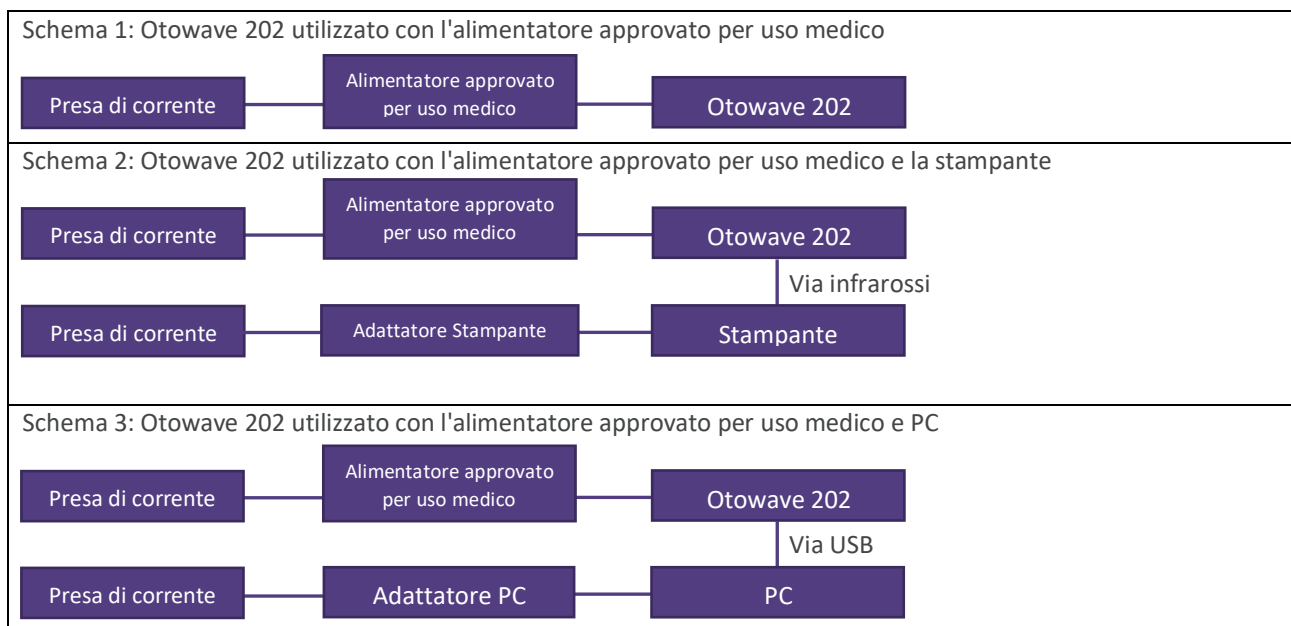 Schema 1: Otowave 202 utilizzato con l'alimentatore approvato per uso medico
Presa di corrente
Alimentatore approvato
per uso medico
Otowave 202
Schema 2: Otowave 202 utilizzato con l'alimentatore approvato per uso medico e la stampante
Presa di corrente
Alimentatore approvato
per uso medico
Otowave 202
Via infrarossi
Presa di corrente
Adattatore Stampante
Stampante
Schema 3: Otowave 202 utilizzato con l'alimentatore approvato per uso medico e PC
Presa di corrente
Alimentatore approvato
per uso medico
Otowave 202
Via USB
Presa di corrente
Adattatore PC
PC